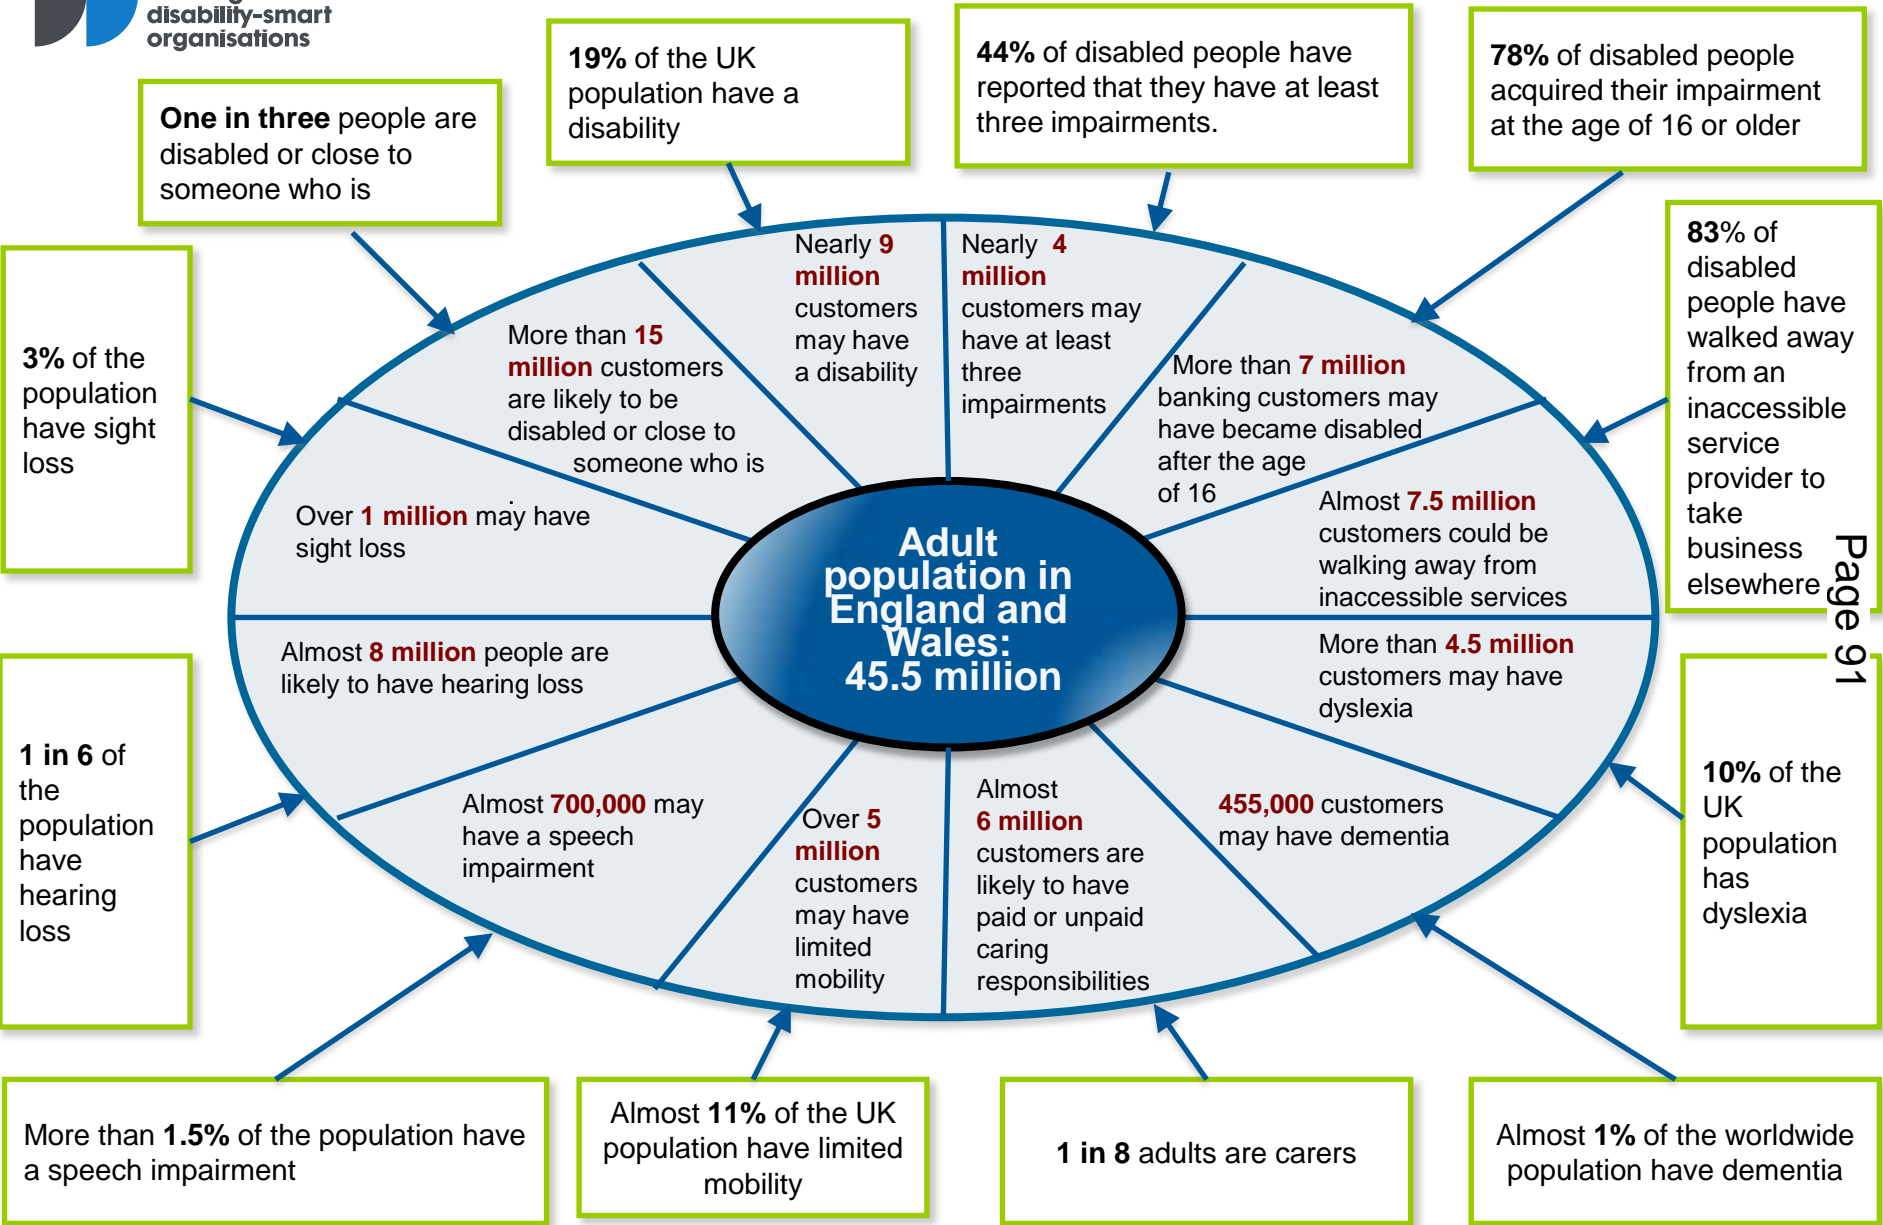 disability-smart
organisations
19% of the UK
population have a
disability
44% of disabled people have
reported that they have at least
three impairments.
78% of disabled people
acquired their impairment
at the age of 16 or older
One in three people are
disabled or close to
someone who is
83% of
disabled
people have
walked away
from an
inaccessible
service
provider to
take
business
elsewhere
3% of the
population
have sight
loss
Nearly 9
million
customers
may have
a disability
Nearly 4
million
customers may
have at least
three
impairments
More than 15
million customers
are likely to be
disabled or close to
someone who is
More than 7 million
banking customers may
have became disabled
after the age
of 16
Over 1 million may have
sight loss
.
Almost 7.5 million
customers could be
walking away from
inaccessible services
Adult
population in
England and
Wales:
45.5 million
Page 91
Almost 8 million people are
likely to have hearing loss
More than 4.5 million
customers may have
dyslexia
1 in 6 of
the
population
have
hearing
loss
Almost 700,000 may
have a speech
impairment
Over 5
million
customers
may have
limited
mobility
Almost
6 million
customers are
likely to have
paid or unpaid
caring
responsibilities
455,000 customers
may have dementia
10% of the
UK
population
has
dyslexia
More than 1.5% of the population have
a speech impairment
Almost 11% of the UK
population have limited
mobility
1 in 8 adults are carers
Almost 1% of the worldwide
population have dementia